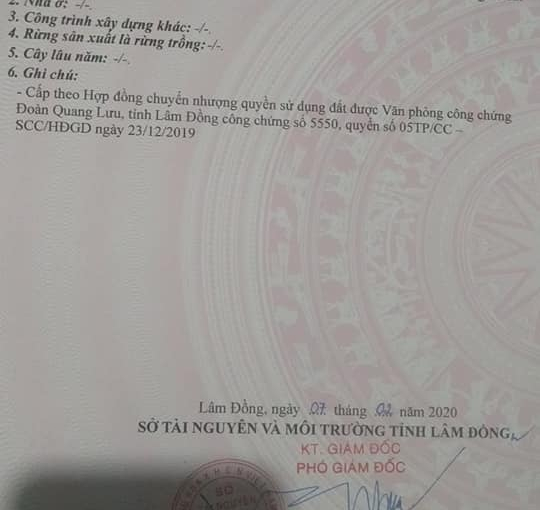 2. Nhà ở: -/-.
3. Công trình xây dựng khác: -/-.
4. Rừng sản xuất là rừng trồng: -/-.
5. Cây lâu năm: -/-.
6. Ghi chú:
- Cấp theo Hợp đồng chuyển nhượng quyền sử dụng đất được Văn phòng công chứng
Đoàn Quang Lưu, tỉnh Lâm Đồng công chứng số 5550, quyển số 05TP/CC –
SCC/HĐGD ngày 23/12/2019
Lâm Đồng, ngày 07 tháng 02 năm 2020
SỞ TÀI NGUYÊN VÀ MÔI TRƯỜNG TỈNH LÂM ĐỒNG
KT. GIÁM ĐỐC
PHÓ GIÁM ĐỐC
SỞ